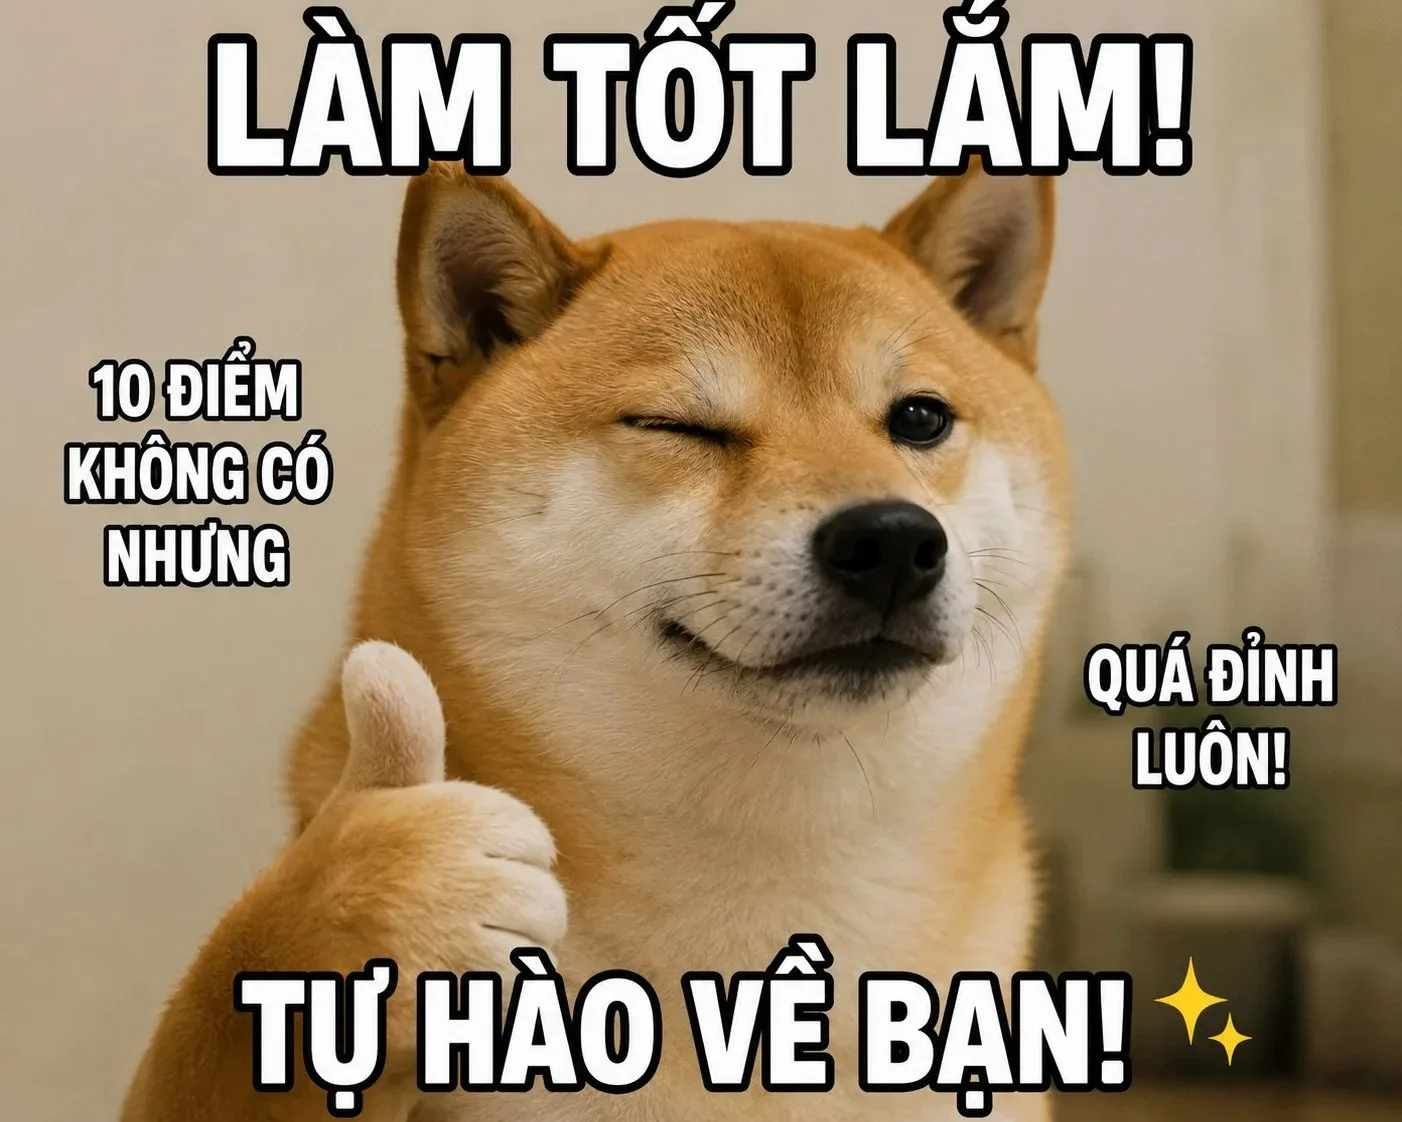 LÀM TỐT LẮM!
10 ĐIỂM
KHÔNG CÓ
NHƯNG
QUÁ ĐỈNH
LUÔN!
TỰ HÀO VỀ BẠN!